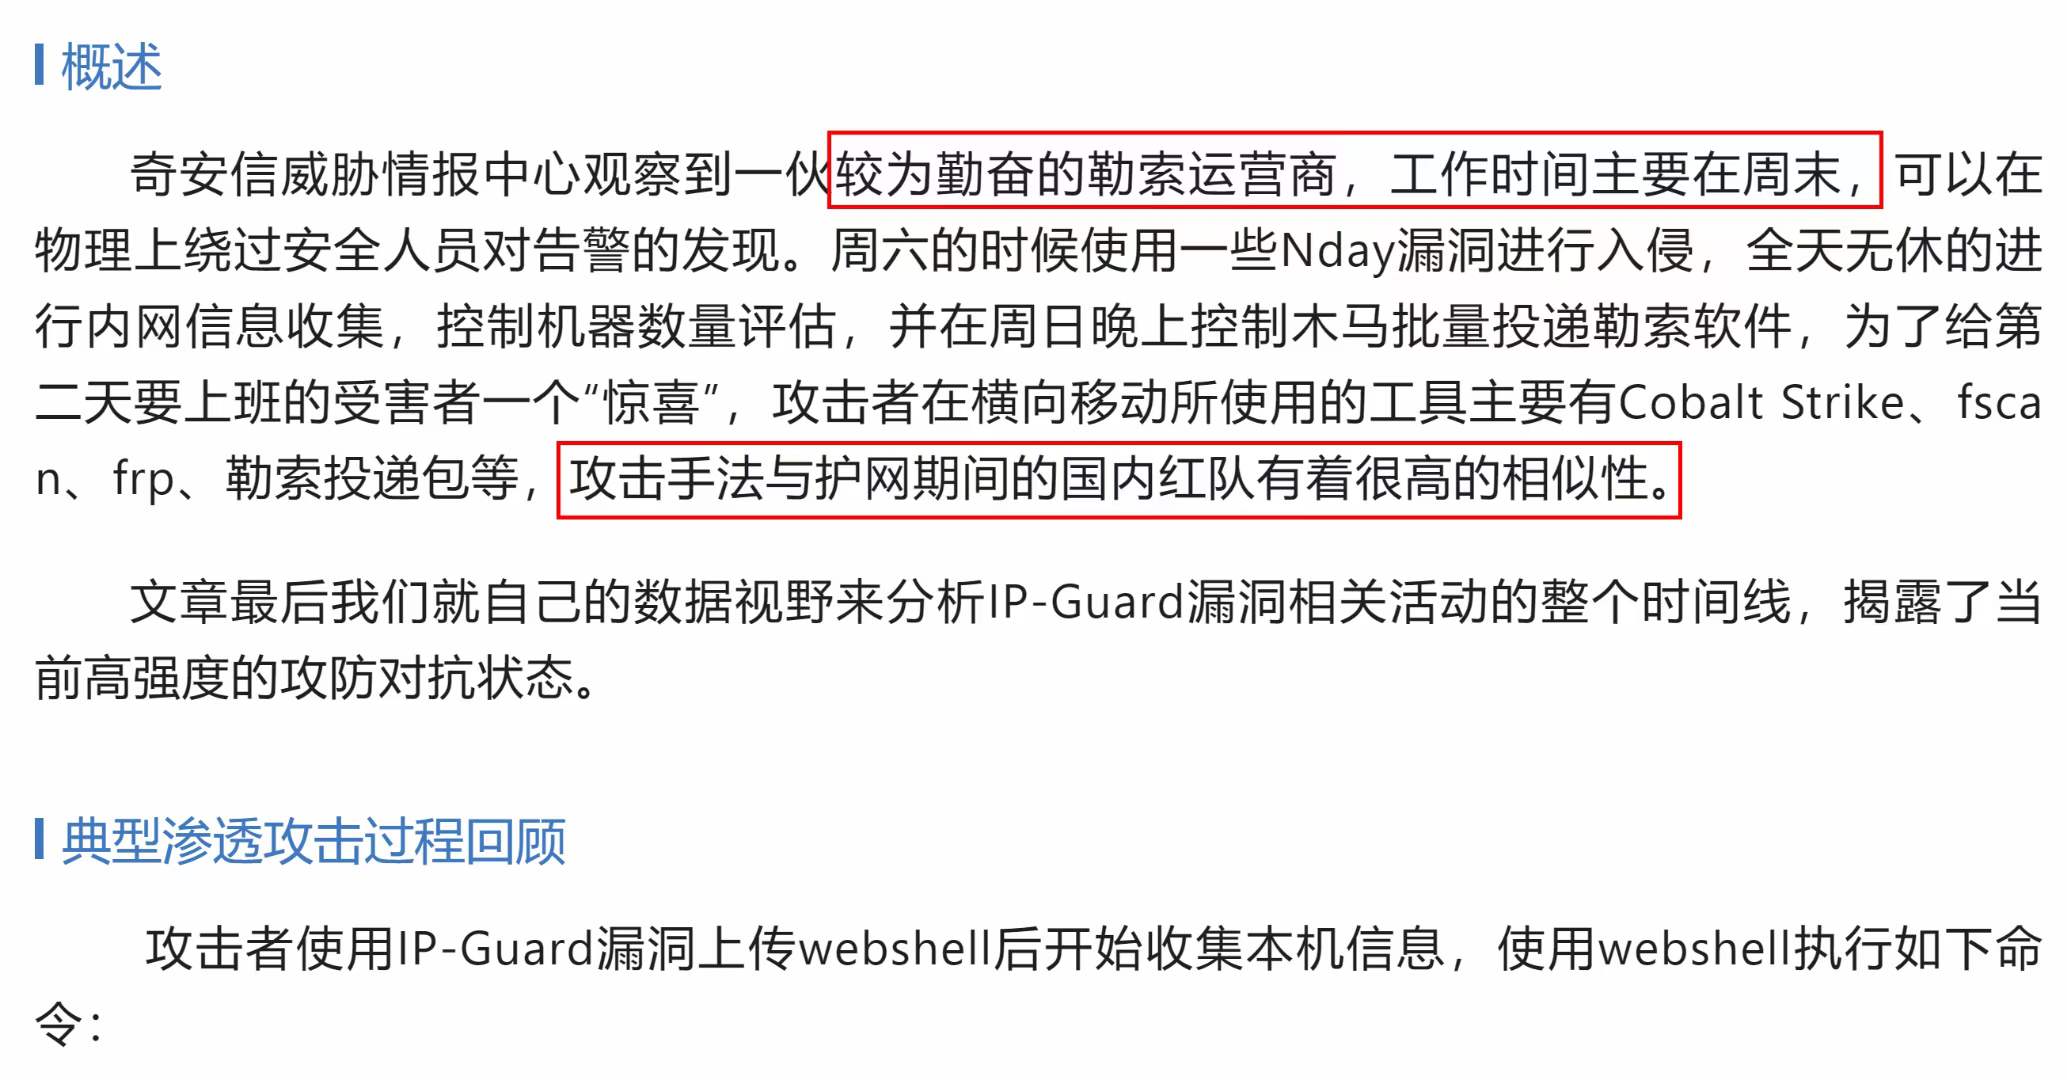 概述
奇安信威胁情报中心观察到一伙较为勤奋的勒索运营商，工作时间主要在周末，可以在
物理上绕过安全人员对告警的发现。周六的时候使用一些Nday漏洞进行入侵，全天无休的进
行内网信息收集，控制机器数量评估，并在周日晚上控制木马批量投递勒索软件，为了给第
二天要上班的受害者一个“惊喜”，攻击者在横向移动所使用的工具主要有Cobalt Strike、fsca
n、frp、勒索投递包等，攻击手法与护网期间的国内红队有着很高的相似性。
文章最后我们就自己的数据视野来分析IP-Guard漏洞相关活动的整个时间线，揭露了当
前高强度的攻防对抗状态。
典型渗透攻击过程回顾
攻击者使用IP-Guard漏洞上传webshell后开始收集本机信息，使用webshell执行如下命
令：